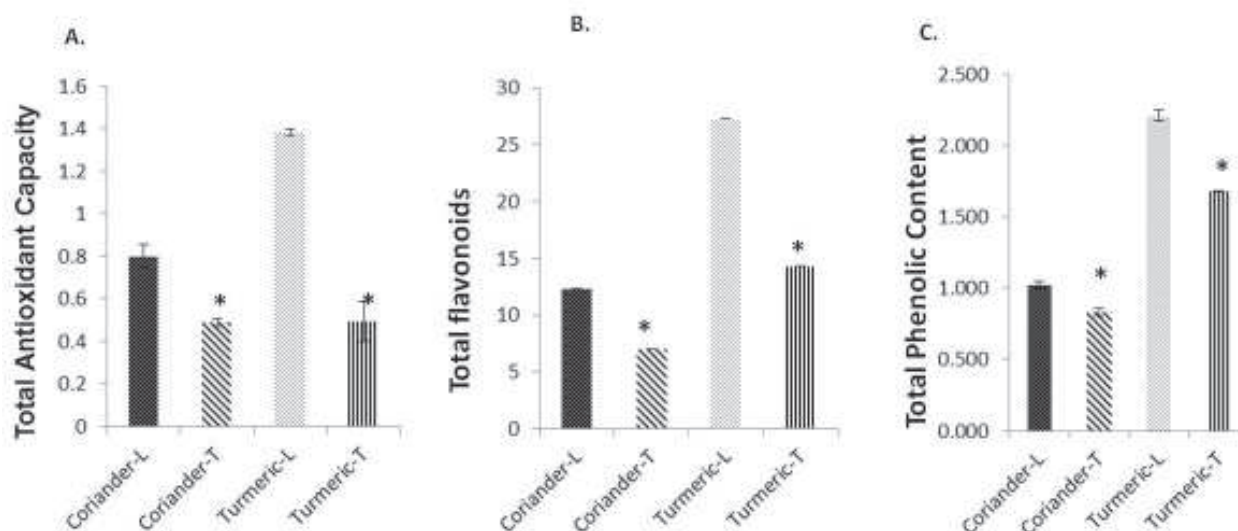 A.
Total Antioxidant Capacity
1.6
1.4
1.2
1
0.8
0.6
0.4
0.2
0
*
*
Coriander-L
Coriander-T
Turmeric-L
Turmeric-T
B.
Total flavonoids
30
25
20
15
10
5
0
*
*
Coriander-L
Coriander-T
Turmeric-L
Turmeric-T
C.
Total Phenolic Content
2.500
2.000
1.500
1.000
0.500
0.000
*
*
Coriander-L
Coriander-T
Turmeric-L
Turmeric-T